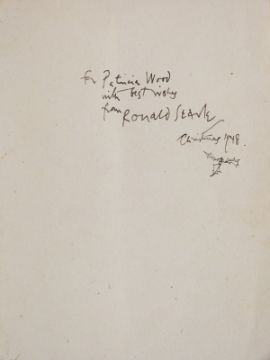 for Patricia Wood
with best wishes
from Ronald Searle
Christmas 1948.